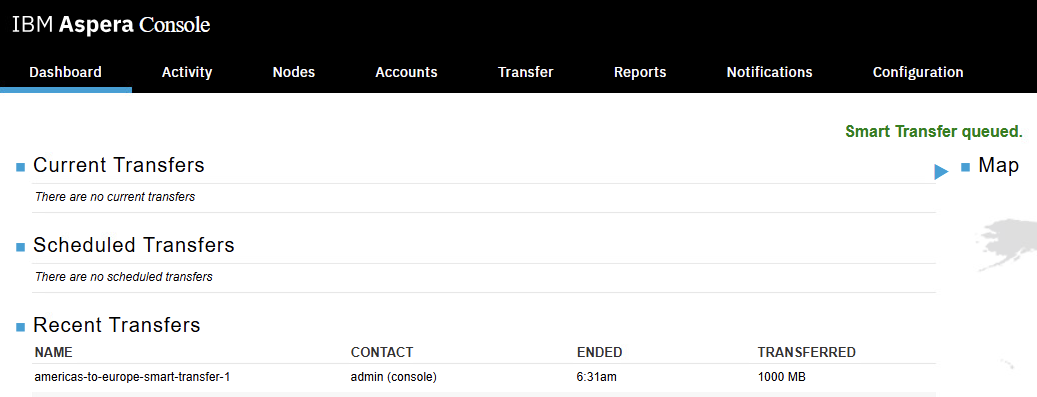 IBM Aspera Console
Dashboard Activity Nodes Accounts Transfer Reports Notifications Configuration
Smart Transfer queued.
Current Transfers
Map
There are no current transfers
Scheduled Transfers
There are no scheduled transfers
Recent Transfers
NAME CONTACT ENDED TRANSFERRED
americas-to-europe-smart-transfer-1 admin (console) 6:31am 1000 MB